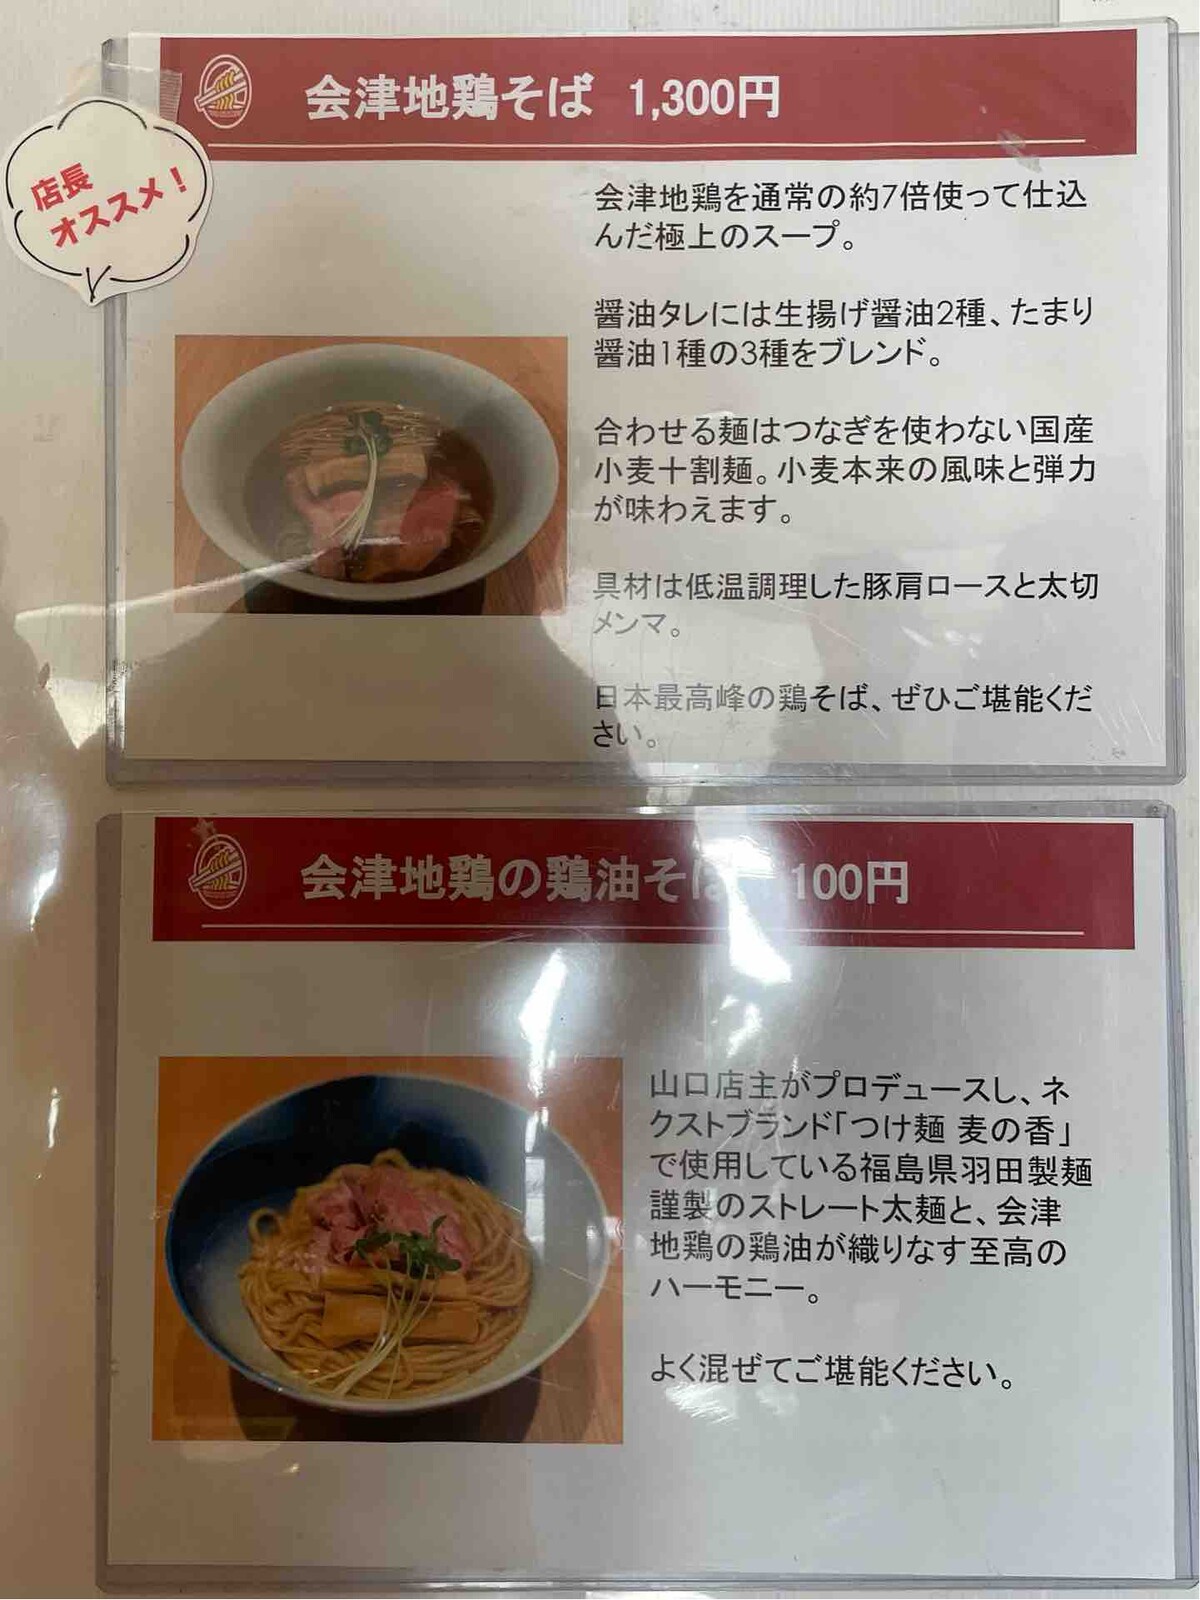 会津地鶏そば 1,300円
店長
オススメ！
会津地鶏を通常の約7倍使って仕込
んだ極上のスープ。
醤油タレには生揚げ醤油2種、たまり
醤油1種の3種をブレンド。
合わせる麺はつなぎを使わない国産
小麦十割麺。小麦本来の風味と弾力
が味わえます。
具材は低温調理した豚肩ロースと太切
メンマ。
日本最高峰の鶏そば、ぜひご堪能くだ
さい。
会津地鶏の鶏油そば 100円
山口店主がプロデュースし、ネ
クストブランド「つけ麺 麦の香」
で使用している福島県羽田製麺
謹製のストレート太麺と、会津
地鶏の鶏油が織りなす至高の
ハーモニー。
よく混ぜてご堪能ください。